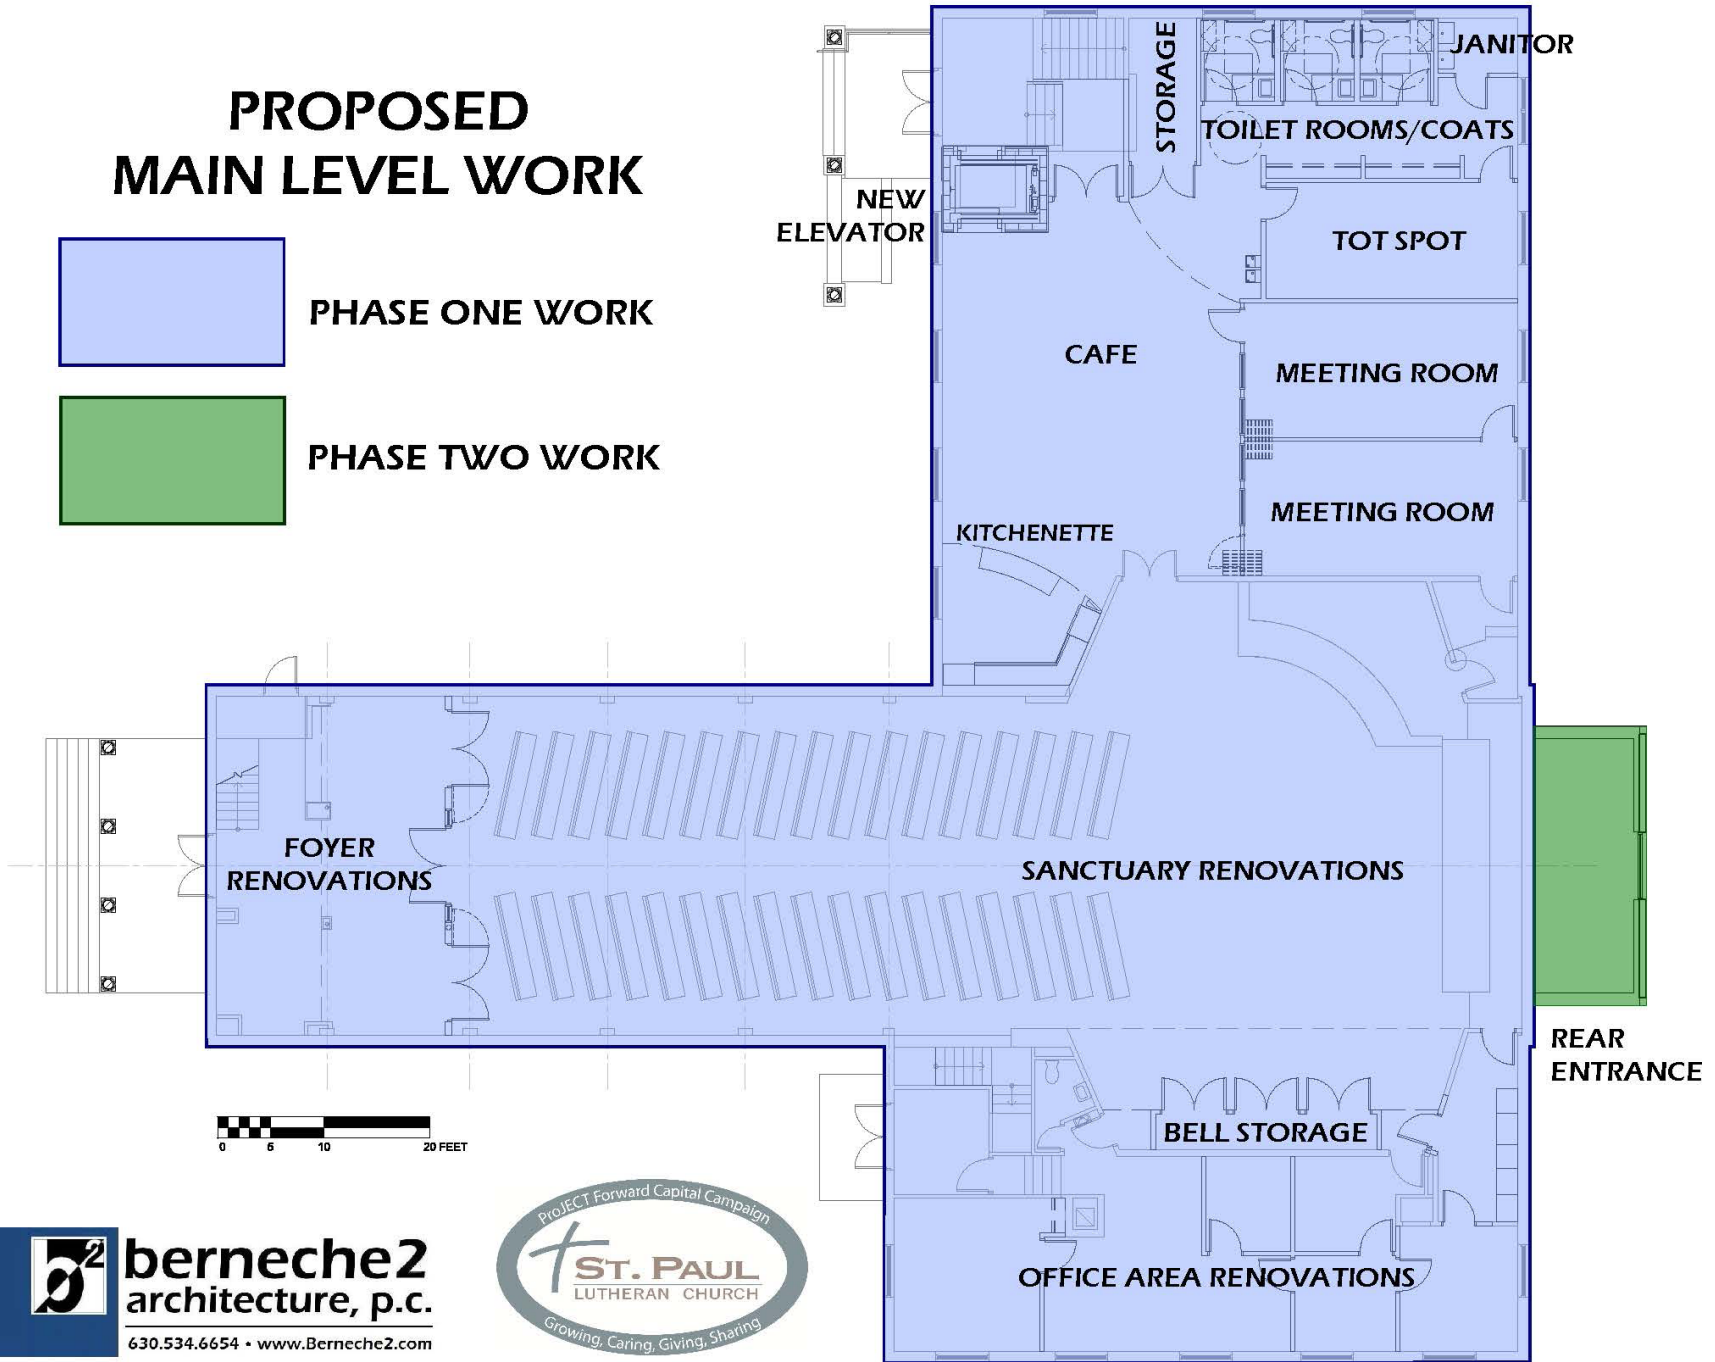 PROPOSED
MAIN LEVEL WORK
PHASE ONE WORK
PHASE TWO WORK
STORAGE
JANITOR
TOILET ROOMS/COATS
NEW
ELEVATOR
TOT SPOT
CAFE
MEETING ROOM
MEETING ROOM
KITCHENETTE
FOYER
RENOVATIONS
SANCTUARY RENOVATIONS
REAR
ENTRANCE
BELL STORAGE
OFFICE AREA RENOVATIONS
0 5 10 20 FEET
b2
berneche2
architecture, p.c.
630.534.6654 • www.Berneche2.com
ProJECT Forward Capital Campaign
ST. PAUL
LUTHERAN CHURCH
Growing, Caring, Giving, Sharing